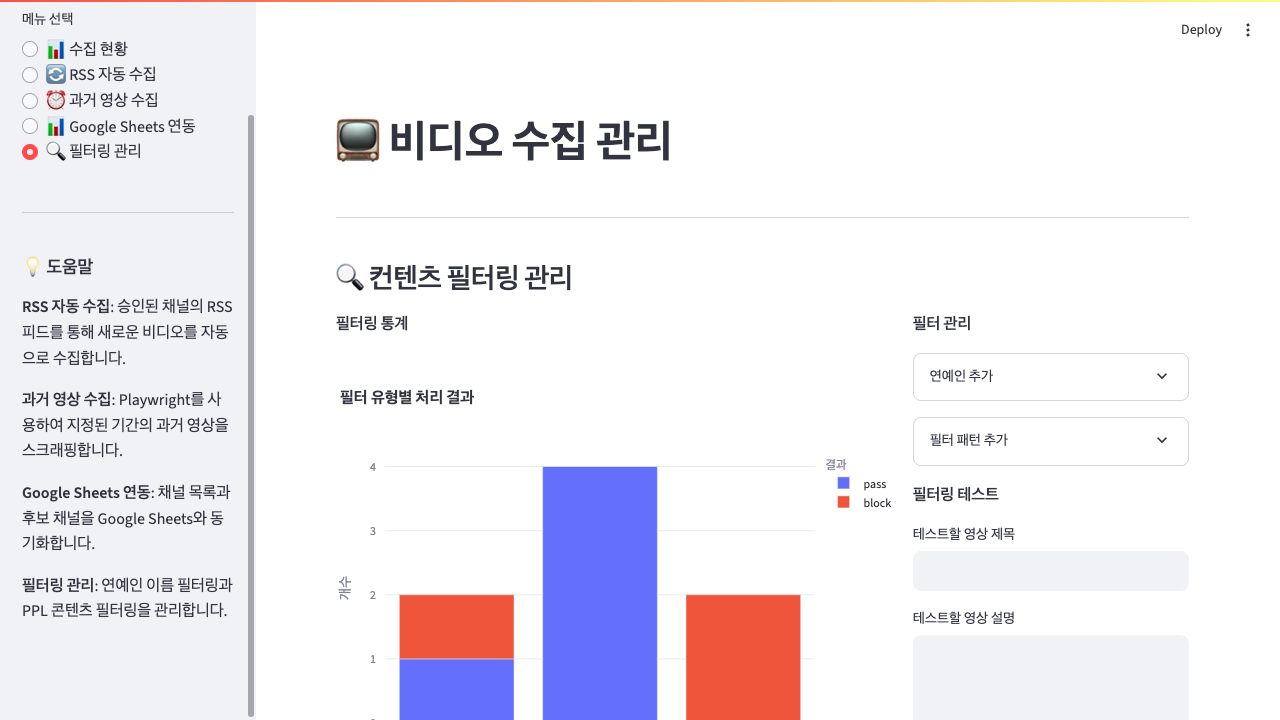 메뉴 선택
📊 수집 현황
🔄 RSS 자동 수집
⏰ 과거 영상 수집
📊 Google Sheets 연동
🔍 필터링 관리
💡 도움말
RSS 자동 수집: 승인된 채널의 RSS
피드를 통해 새로운 비디오를 자동
으로 수집합니다.
과거 영상 수집: Playwright를 사
용하여 지정된 기간의 과거 영상을
스크래핑합니다.
Google Sheets 연동: 채널 목록과
후보 채널을 Google Sheets와 동
기화합니다.
필터링 관리: 연예인 이름 필터링과
PPL 콘텐츠 필터링을 관리합니다.
Deploy
📺 비디오 수집 관리
🔍 컨텐츠 필터링 관리
필터링 통계
필터 유형별 처리 결과
개수
4
3
2
1
결과
pass
block
필터 관리
연예인 추가
필터 패턴 추가
필터링 테스트
테스트할 영상 제목
테스트할 영상 설명